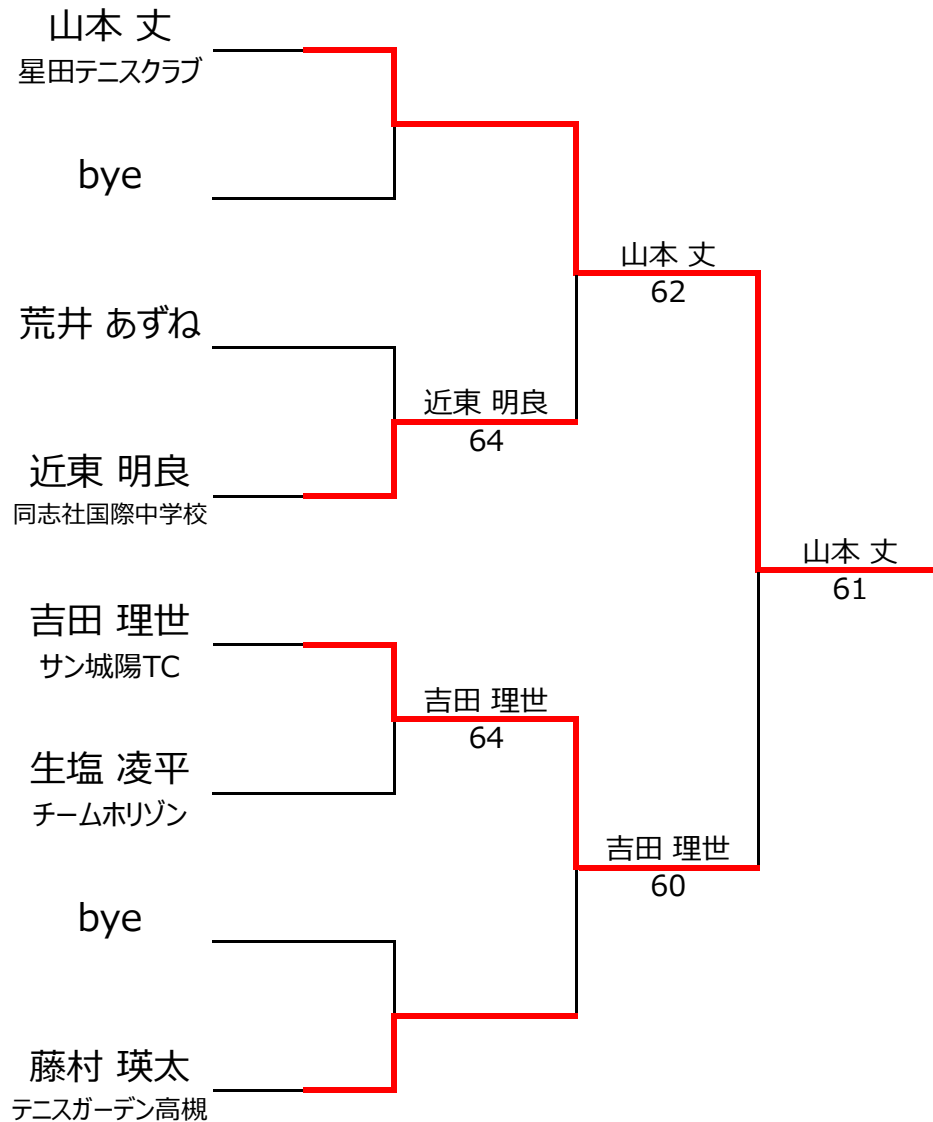 山本 丈
星田テニスクラブ
bye
山本 丈
62
荒井 あずね
近東 明良
64
近東 明良
同志社国際中学校
山本 丈
61
吉田 理世
サン城陽TC
吉田 理世
64
生塩 凌平
チームホリゾン
吉田 理世
60
bye
藤村 瑛太
テニスガーデン高槻